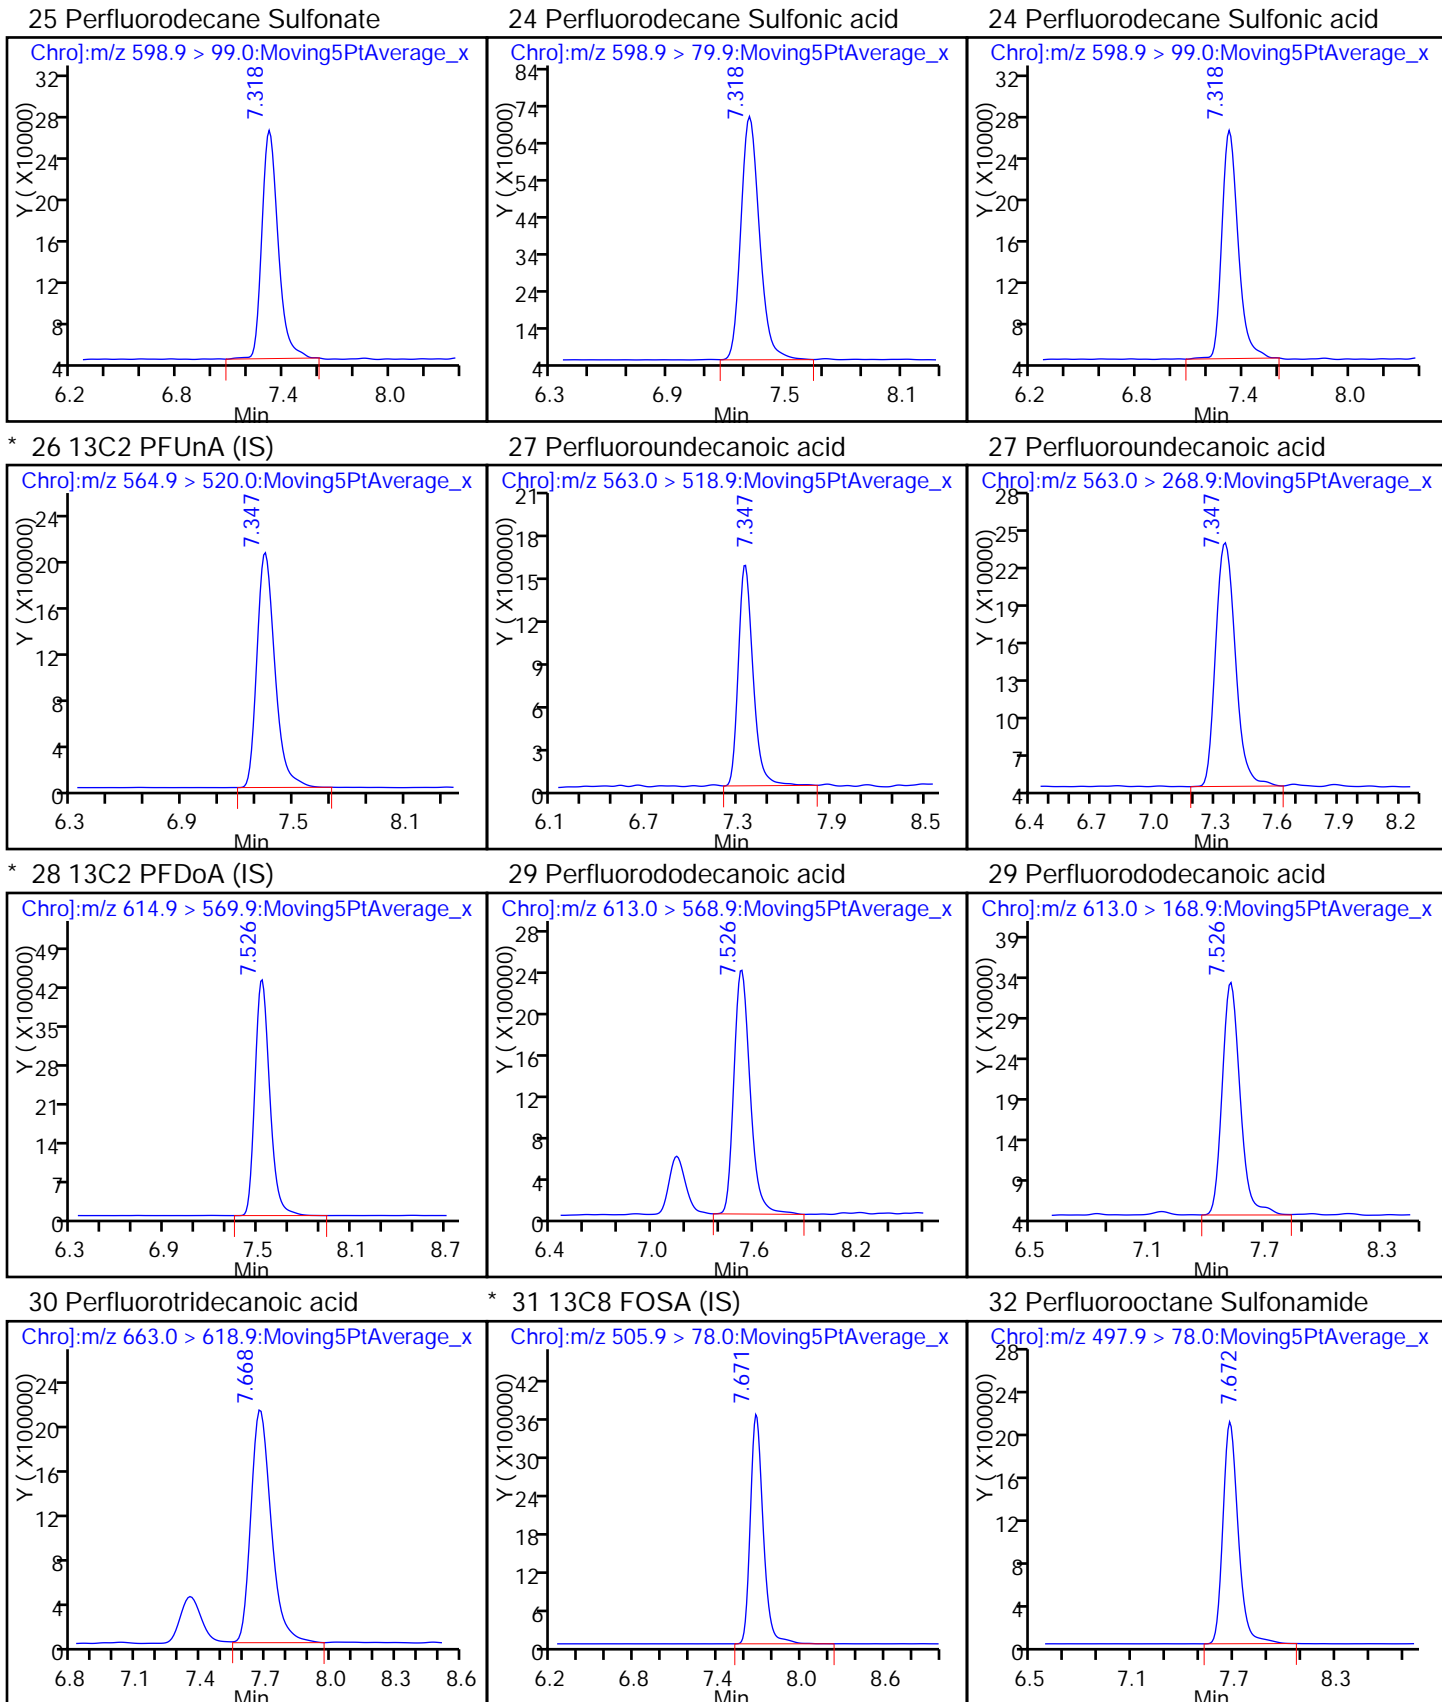 25 Perfluorodecane Sulfonate
24 Perfluorodecane Sulfonic acid
24 Perfluorodecane Sulfonic acid
Chro]:m/z 598.9 > 99.0:Moving5PtAverage_x
7.318
Y ( X10000)
32
28
24
20
16
12
8
4
6.2 6.8 7.4 8.0
Min
Chro]:m/z 598.9 > 79.9:Moving5PtAverage_x
7.318
Y ( X10000)
84
74
64
54
44
34
24
14
4
6.3 6.9 7.5 8.1
Min
Chro]:m/z 598.9 > 99.0:Moving5PtAverage_x
7.318
Y ( X10000)
32
28
24
20
16
12
8
4
6.2 6.8 7.4 8.0
Min
* 26 13C2 PFUnA (IS)
27 Perfluoroundecanoic acid
27 Perfluoroundecanoic acid
Chro]:m/z 564.9 > 520.0:Moving5PtAverage_x
7.347
Y ( X100000)
24
20
16
12
8
4
0
6.3 6.9 7.5 8.1
Min
Chro]:m/z 563.0 > 518.9:Moving5PtAverage_x
7.347
Y ( X100000)
21
18
15
12
9
6
3
0
6.1 6.7 7.3 7.9 8.5
Min
Chro]:m/z 563.0 > 268.9:Moving5PtAverage_x
7.347
Y ( X10000)
28
25
22
19
16
13
10
7
4
6.4 6.7 7.0 7.3 7.6 7.9 8.2
Min
* 28 13C2 PFDoA (IS)
29 Perfluorododecanoic acid
29 Perfluorododecanoic acid
Chro]:m/z 614.9 > 569.9:Moving5PtAverage_x
7.526
Y ( X100000)
49
42
35
28
21
14
7
0
6.3 6.9 7.5 8.1 8.7
Min
Chro]:m/z 613.0 > 568.9:Moving5PtAverage_x
7.526
Y ( X100000)
28
24
20
16
12
8
4
0
6.4 7.0 7.6 8.2
Min
Chro]:m/z 613.0 > 168.9:Moving5PtAverage_x
7.526
Y ( X10000)
39
34
29
24
19
14
9
4
6.5 7.1 7.7 8.3
Min
30 Perfluorotridecanoic acid
* 31 13C8 FOSA (IS)
32 Perfluorooctane Sulfonamide
Chro]:m/z 663.0 > 618.9:Moving5PtAverage_x
7.668
Y ( X100000)
24
20
16
12
8
4
0
6.8 7.1 7.4 7.7 8.0 8.3 8.6
Min
Chro]:m/z 505.9 > 78.0:Moving5PtAverage_x
7.671
Y ( X1000000)
42
36
30
24
18
12
6
0
6.2 6.8 7.4 8.0 8.6
Min
Chro]:m/z 497.9 > 78.0:Moving5PtAverage_x
7.672
Y ( X100000)
28
24
20
16
12
8
4
0
6.5 7.1 7.7 8.3
Min